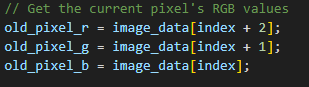 // Get the current pixel's RGB values
old_pixel_r = image_data[index + 2];
old_pixel_g = image_data[index + 1];
old_pixel_b = image_data[index];